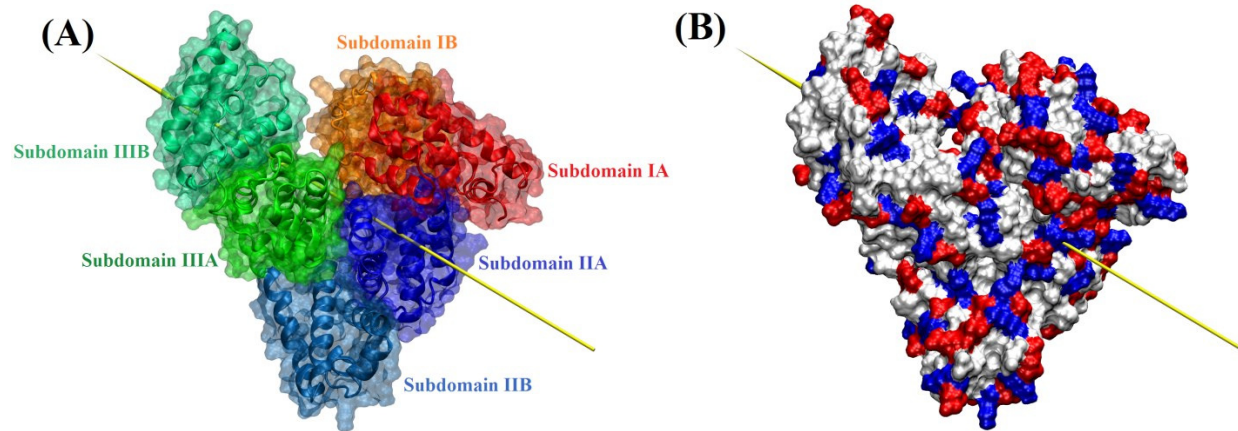 (A)
Subdomain IB
Subdomain IIIB
Subdomain IA
Subdomain IIIA
Subdomain IIA
Subdomain IIB
(B)